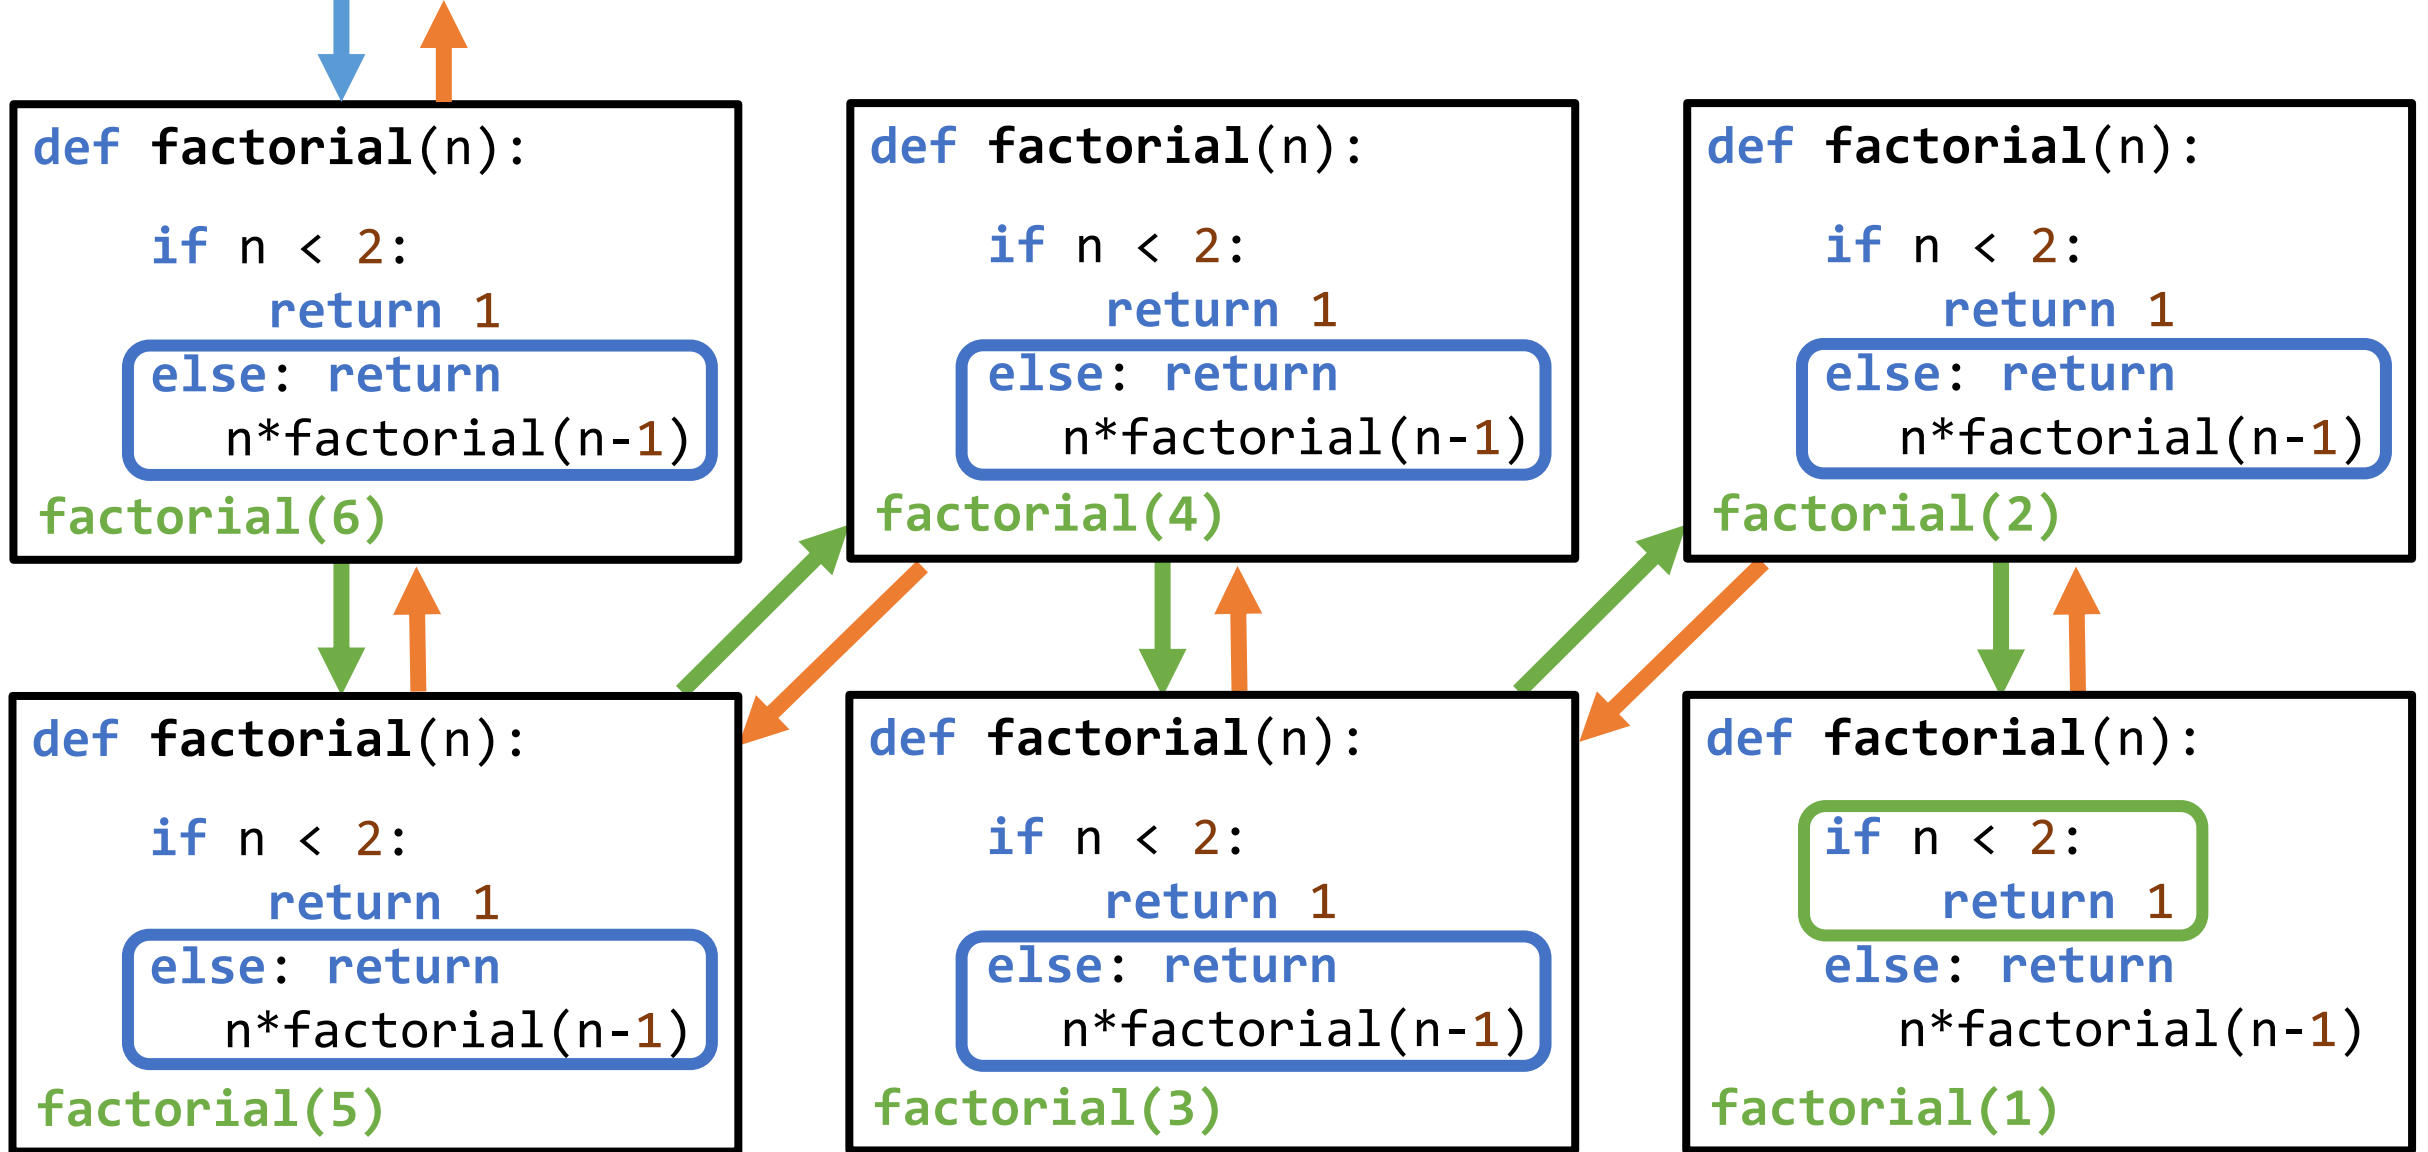 def factorial(n):
if n < 2:
return 1
else: return
n*factorial(n-1)
factorial(6)
def factorial(n):
if n < 2:
return 1
else: return
n*factorial(n-1)
factorial(4)
def factorial(n):
if n < 2:
return 1
else: return
n*factorial(n-1)
factorial(2)
def factorial(n):
if n < 2:
return 1
else: return
n*factorial(n-1)
factorial(5)
def factorial(n):
if n < 2:
return 1
else: return
n*factorial(n-1)
factorial(3)
def factorial(n):
if n < 2:
return 1
else: return
n*factorial(n-1)
factorial(1)